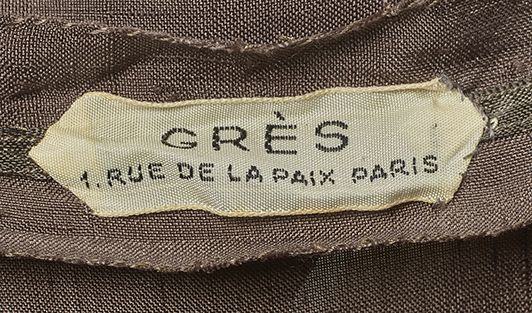 GRÈS
1. RUE DE LA PAIX PARIS